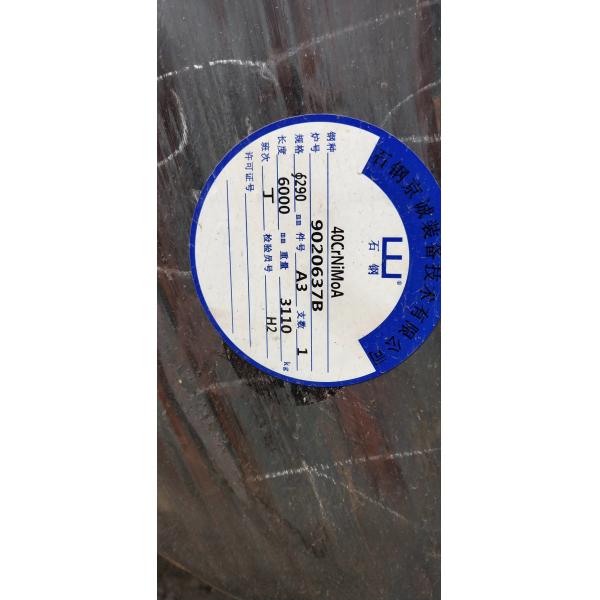 石钢京诚装备技术有限公司
®
石钢
钢种 40CrNiMoA
炉号 9020637B
规格 ϕ290 mm 件号 A3 支数 1
长度 6000 mm 重量 3110 kg
班次 丁 检验员号 H2
许可证号